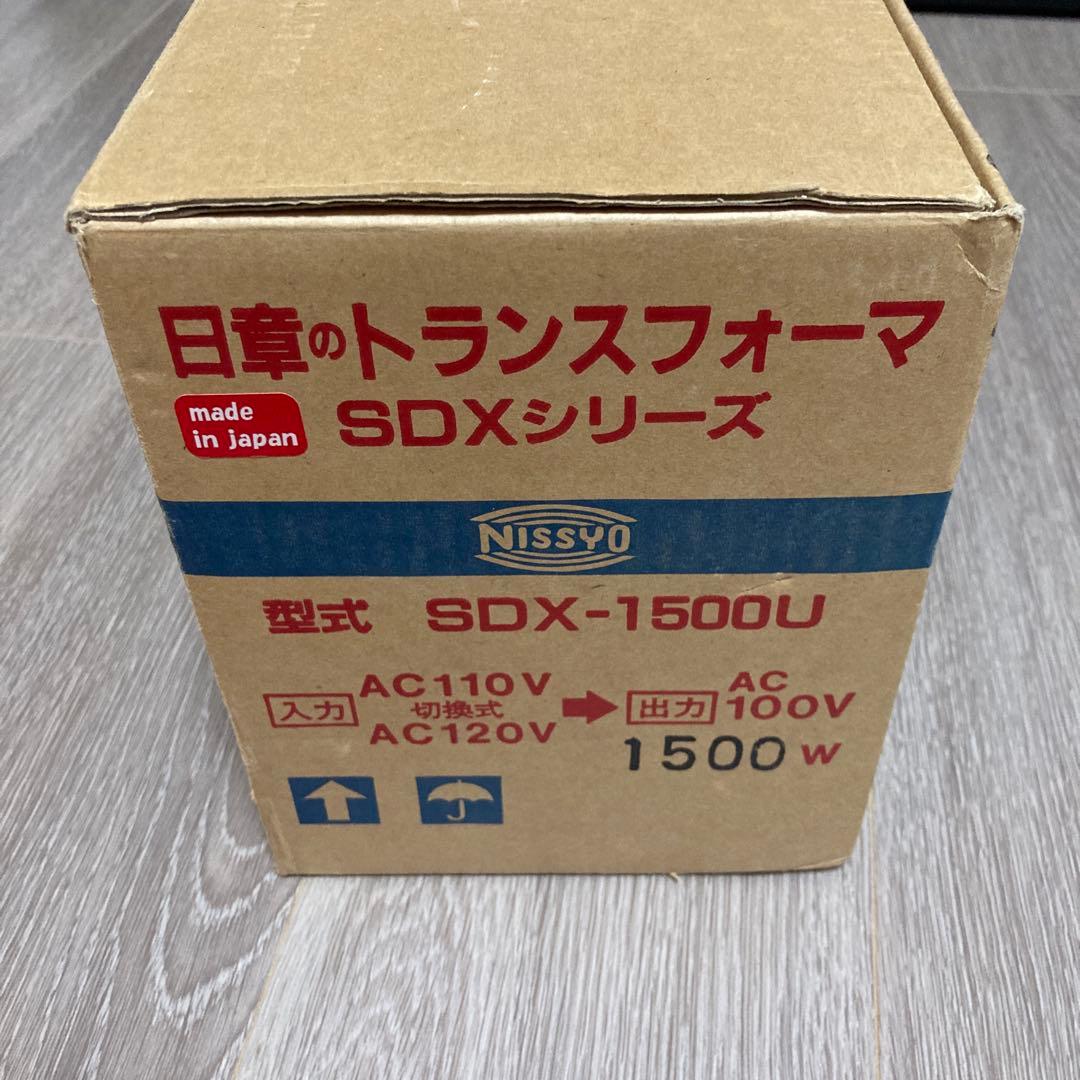 日章のトランスフォーマ
made
in japan
SDXシリーズ
NISSYO
型式 SDX-1500U
入力 AC110V 切換式 AC120V
出力 AC 100V
1500W